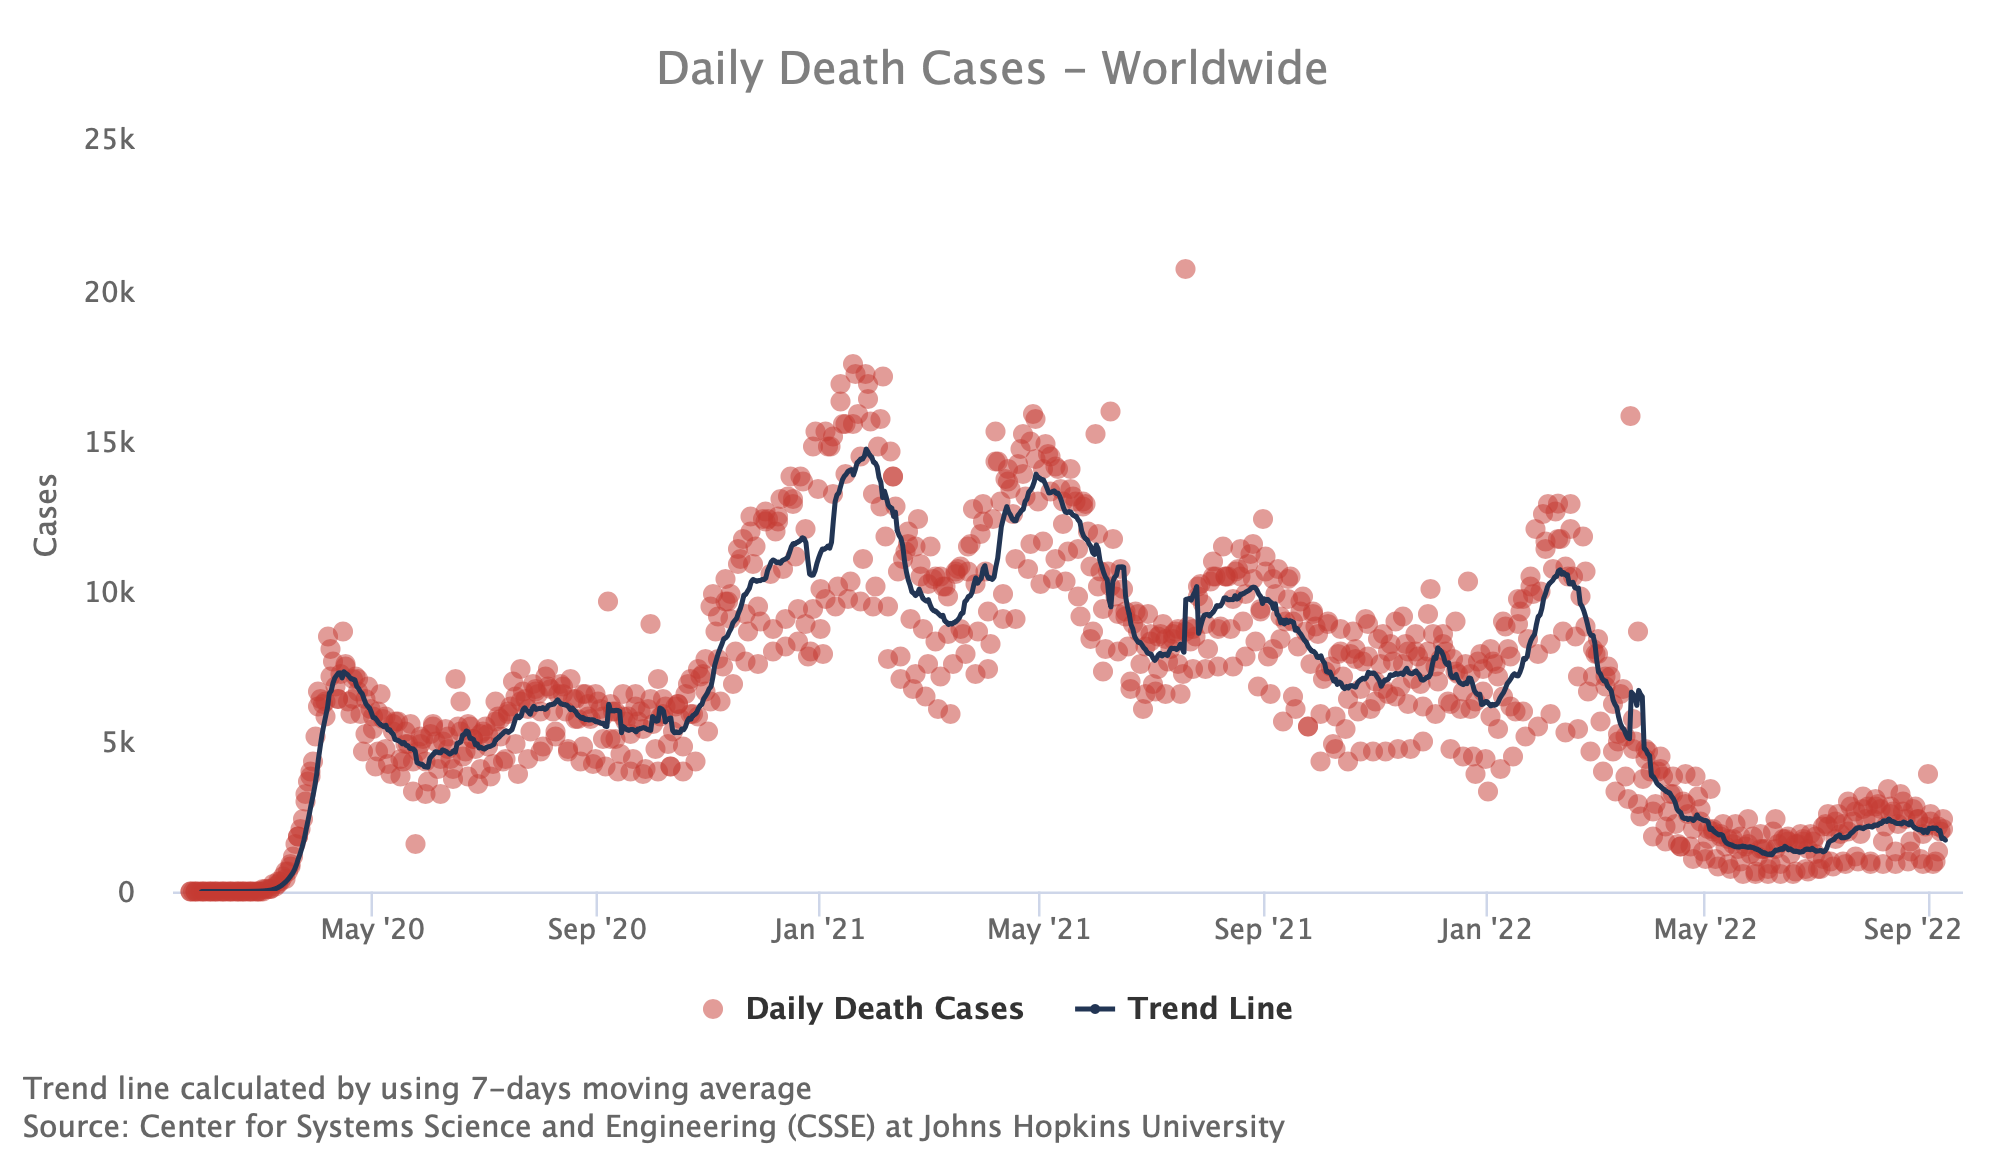 Daily Death Cases – Worldwide
25k
20k
15k
10k
5k
0
Cases
May '20
Sep '20
Jan '21
May '21
Sep '21
Jan '22
May '22
Sep '22
Daily Death Cases
Trend Line
Trend line calculated by using 7–days moving average
Source: Center for Systems Science and Engineering (CSSE) at Johns Hopkins University